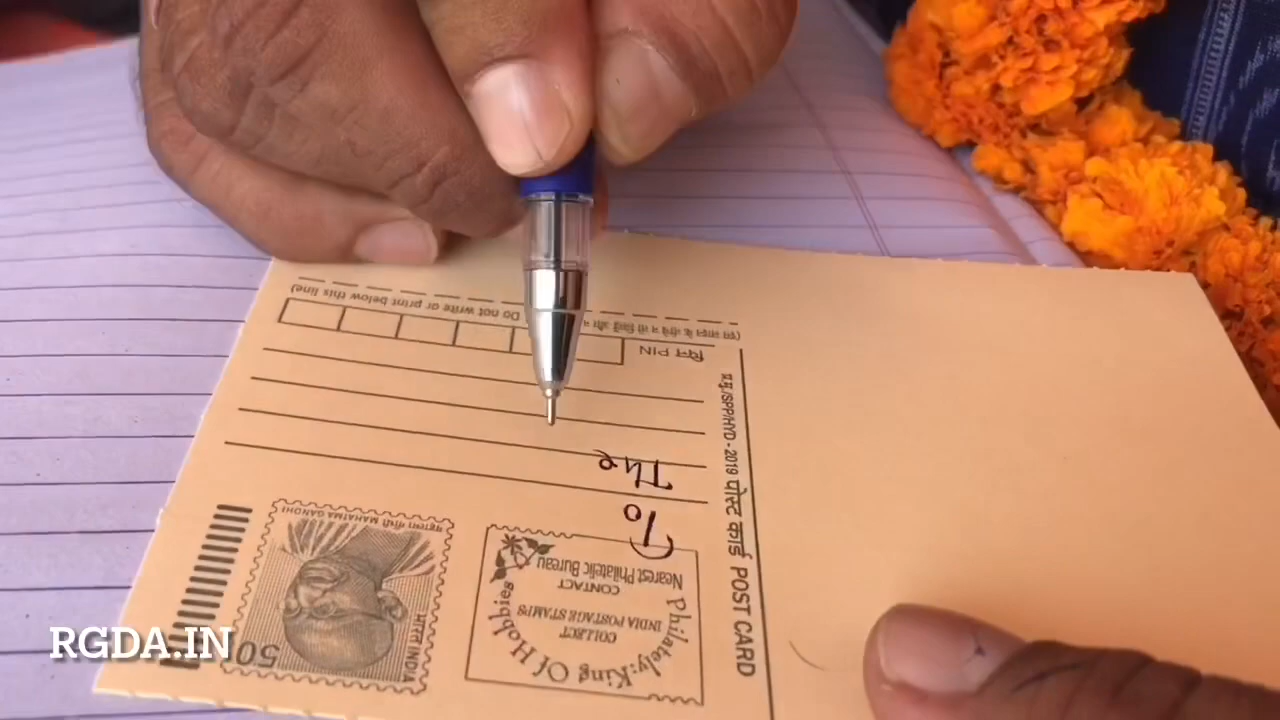 महात्मा गांधी MAHATMA GANDHI
भारत INDIA
50
Philately: King Of Hobbies
COLLECT
INDIA POSTAGE STAMPS
CONTACT
Nearest Philatelic Bureau
To
The
पिन PIN
Do not write or print below this line)
/SPP/HYD - 2019 पोस्ट कार्ड POST CARD
RGDA.IN